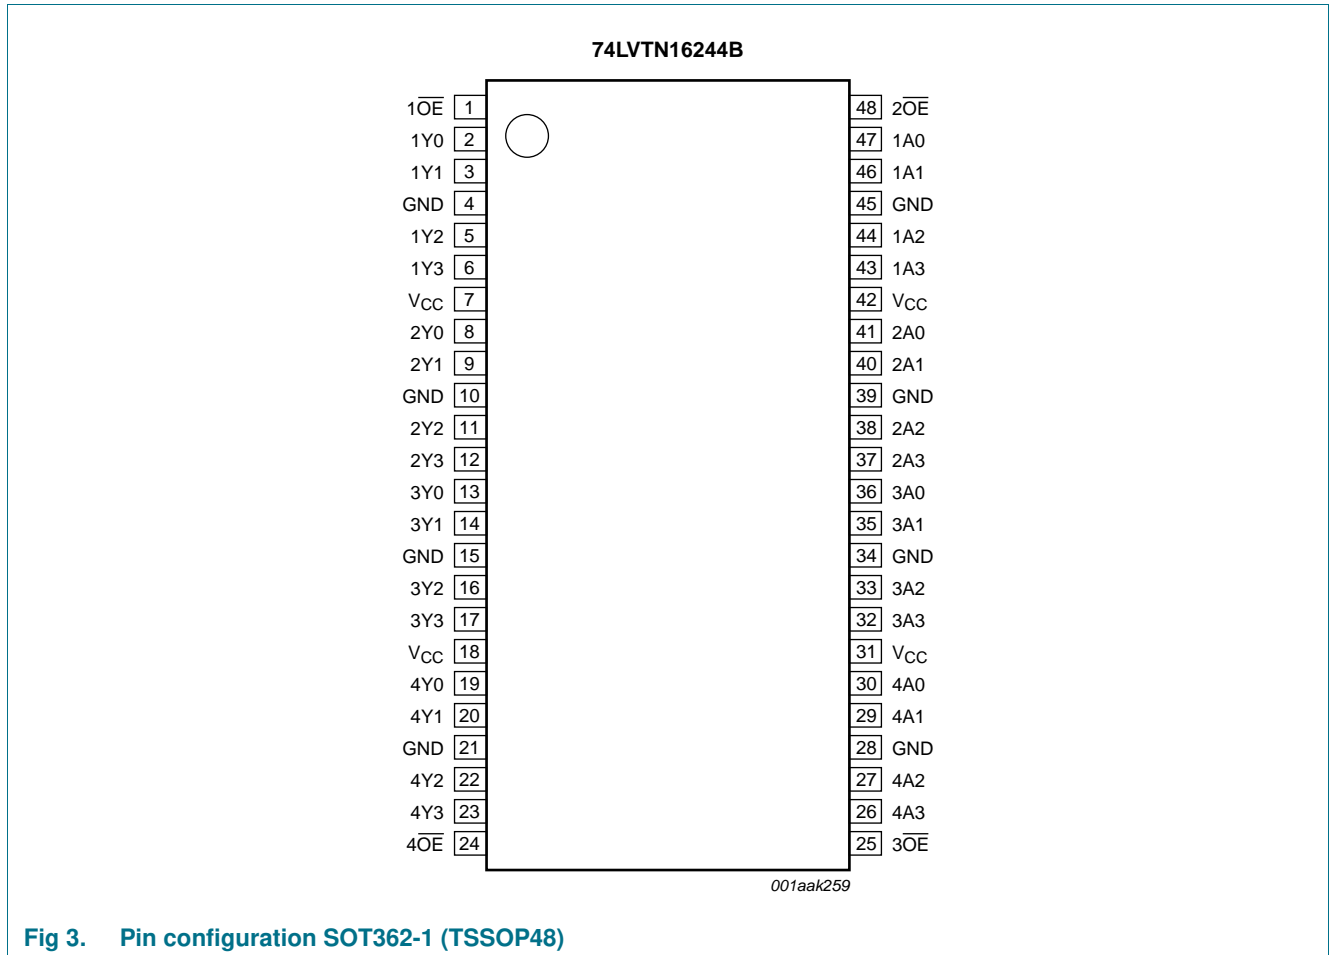 74LVTN16244B
1O̅E̅ 1 48 2O̅E̅
1Y0 2 47 1A0
1Y1 3 46 1A1
GND 4 45 GND
1Y2 5 44 1A2
1Y3 6 43 1A3
VCC 7 42 VCC
2Y0 8 41 2A0
2Y1 9 40 2A1
GND 10 39 GND
2Y2 11 38 2A2
2Y3 12 37 2A3
3Y0 13 36 3A0
3Y1 14 35 3A1
GND 15 34 GND
3Y2 16 33 3A2
3Y3 17 32 3A3
VCC 18 31 VCC
4Y0 19 30 4A0
4Y1 20 29 4A1
GND 21 28 GND
4Y2 22 27 4A2
4Y3 23 26 4A3
4O̅E̅ 24 25 3O̅E̅
001aak259
Fig 3. Pin configuration SOT362-1 (TSSOP48)